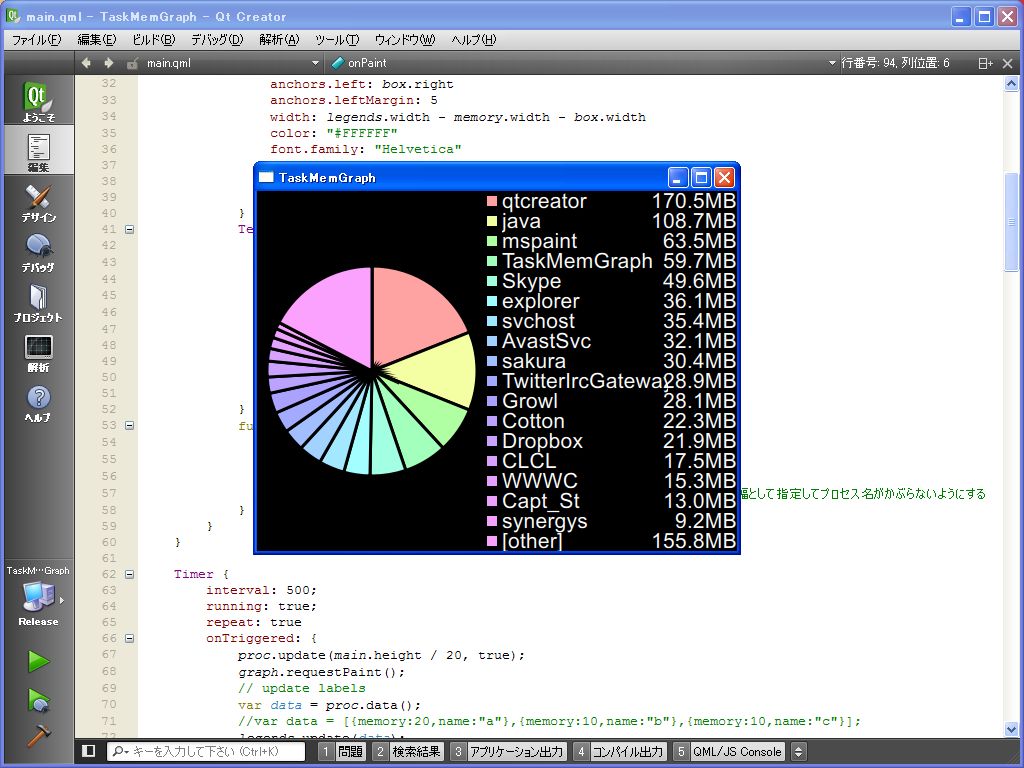 main.qml - TaskMemGraph - Qt Creator
ファイル(F) 編集(E) ビルド(B) デバッグ(D) 解析(A) ツール(T) ウィンドウ(W) ヘルプ(H)
main.qml onPaint 行番号: 94, 列位置: 6
ようこそ
編集
デザイン
デバッグ
プロジェクト
解析
ヘルプ
TaskM…Graph
Release
32 anchors.left: box.right
33 anchors.leftMargin: 5
34 width: legends.width - memory.width - box.width
35 color: "#FFFFFF"
36 font.family: "Helvetica"
37
38
39
40 }
41 Te
42
43
44
45
46
47
48
49
50
51
52 }
53 fu
54
55
56
57 幅として指定してプロセス名がかぶらないようにする
58 }
59 }
60 }
61
62 Timer {
63 interval: 500;
64 running: true;
65 repeat: true
66 onTriggered: {
67 proc.update(main.height / 20, true);
68 graph.requestPaint();
69 // update labels
70 var data = proc.data();
71 //var data = [{memory:20,name:"a"},{memory:10,name:"b"},{memory:10,name:"c"}];
72 legends.update(data);
TaskMemGraph
qtcreator 170.5MB
java 108.7MB
mspaint 63.5MB
TaskMemGraph 59.7MB
Skype 49.6MB
explorer 36.1MB
svchost 35.4MB
AvastSvc 32.1MB
sakura 30.4MB
TwitterIrcGateway 28.9MB
Growl 28.1MB
Cotton 22.3MB
Dropbox 21.9MB
CLCL 17.5MB
WWWC 15.3MB
Capt_St 13.0MB
synergys 9.2MB
[other] 155.8MB
キーを入力して下さい (Ctrl+K) 1 問題 2 検索結果 3 アプリケーション出力 4 コンパイル出力 5 QML/JS Console